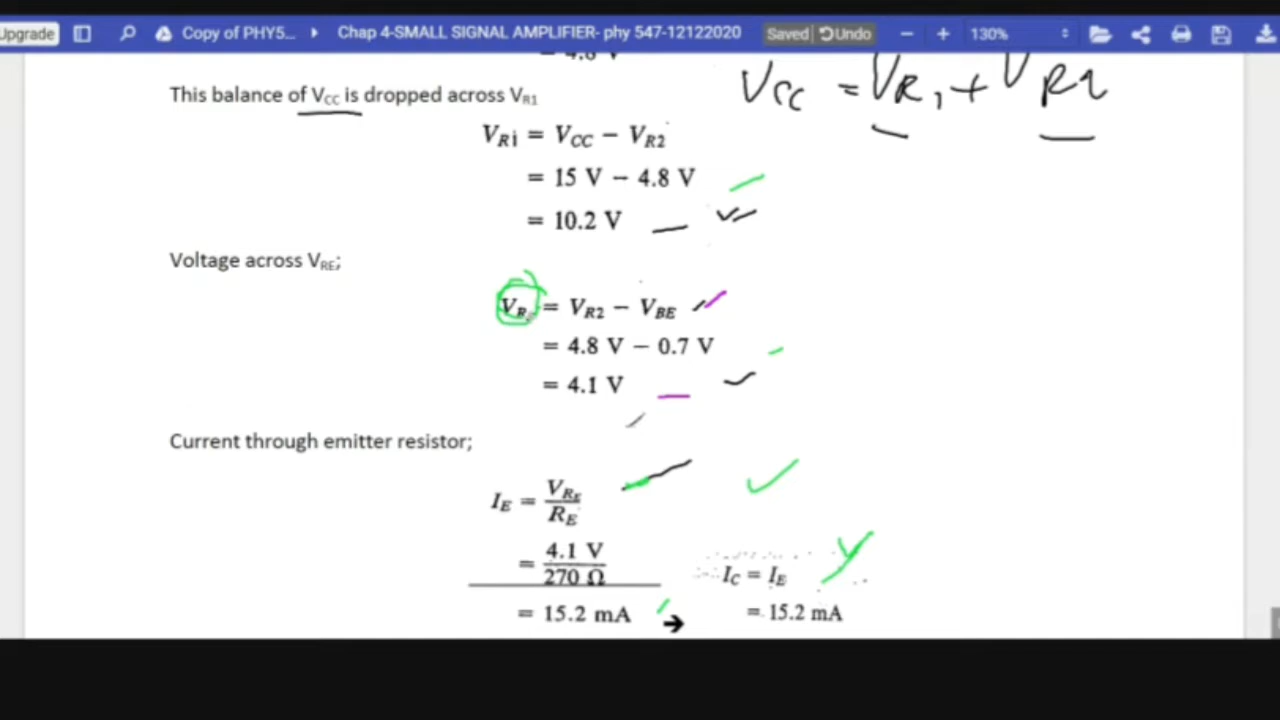 Upgrade Copy of PHY5... Chap 4-SMALL SIGNAL AMPLIFIER- phy 547-12122020 Saved Undo − + 130%
= 4.8 V
This balance of VCC is dropped across VR1
VCC = VR1 + VR2
VR1 = VCC − VR2
= 15 V − 4.8 V
= 10.2 V
Voltage across VRE;
VR = VR2 − VBE
= 4.8 V − 0.7 V
= 4.1 V
Current through emitter resistor;
IE = VRE / RE
= 4.1 V / 270 Ω
IC = IE
= 15.2 mA → = 15.2 mA